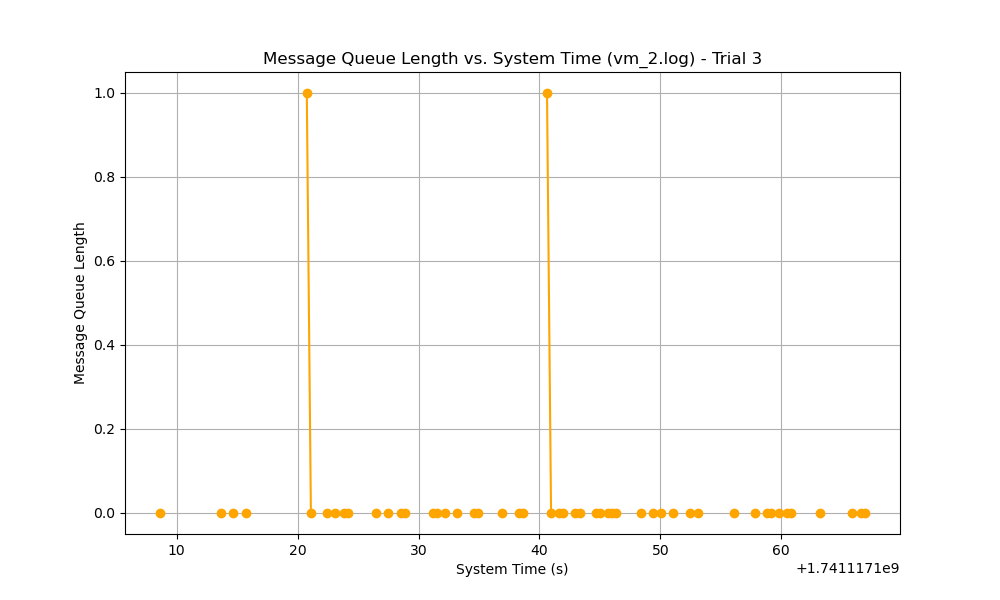 Message Queue Length vs. System Time (vm_2.log) - Trial 3
Message Queue Length
1.0
0.8
0.6
0.4
0.2
0.0
10 20 30 40 50 60
System Time (s)
+1.7411171e9